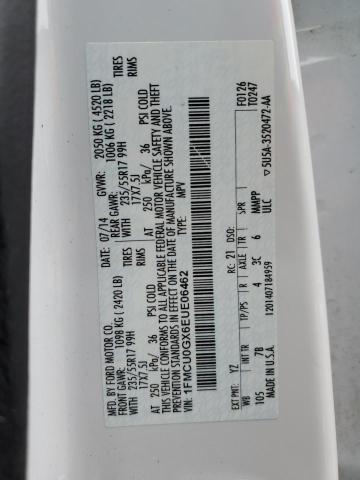 MFD. BY FORD MOTOR CO.
DATE: 07/14 GVWR: 2050 KG ( 4520 LB)
FRONT GAWR: 1098 KG (2420 LB) REAR GAWR: 1006 KG ( 2218 LB)
WITH 235/55R17 99H TIRES WITH 235/55R17 99H TIRES
17X7.5J RIMS 17X7.5J RIMS
AT 250 kPa/ 36 PSI COLD AT 250 kPa/ 36 PSI COLD
THIS VEHICLE CONFORMS TO ALL APPLICABLE FEDERAL MOTOR VEHICLE SAFETY AND THEFT
PREVENTION STANDARDS IN EFFECT ON THE DATE OF MANUFACTURE SHOWN ABOVE.
VIN: 1FMCU0GX6EUE06462 F0126
TYPE: MPV T0247
EXT PNT: YZ RC: 21 DSO:
WB INT TR TP/PS R AXLE TR SPR
105 7B 4 3C 6 MMPP
ULC ▽5U5A-3520472-AA
MADE IN U.S.A. 1201407184959